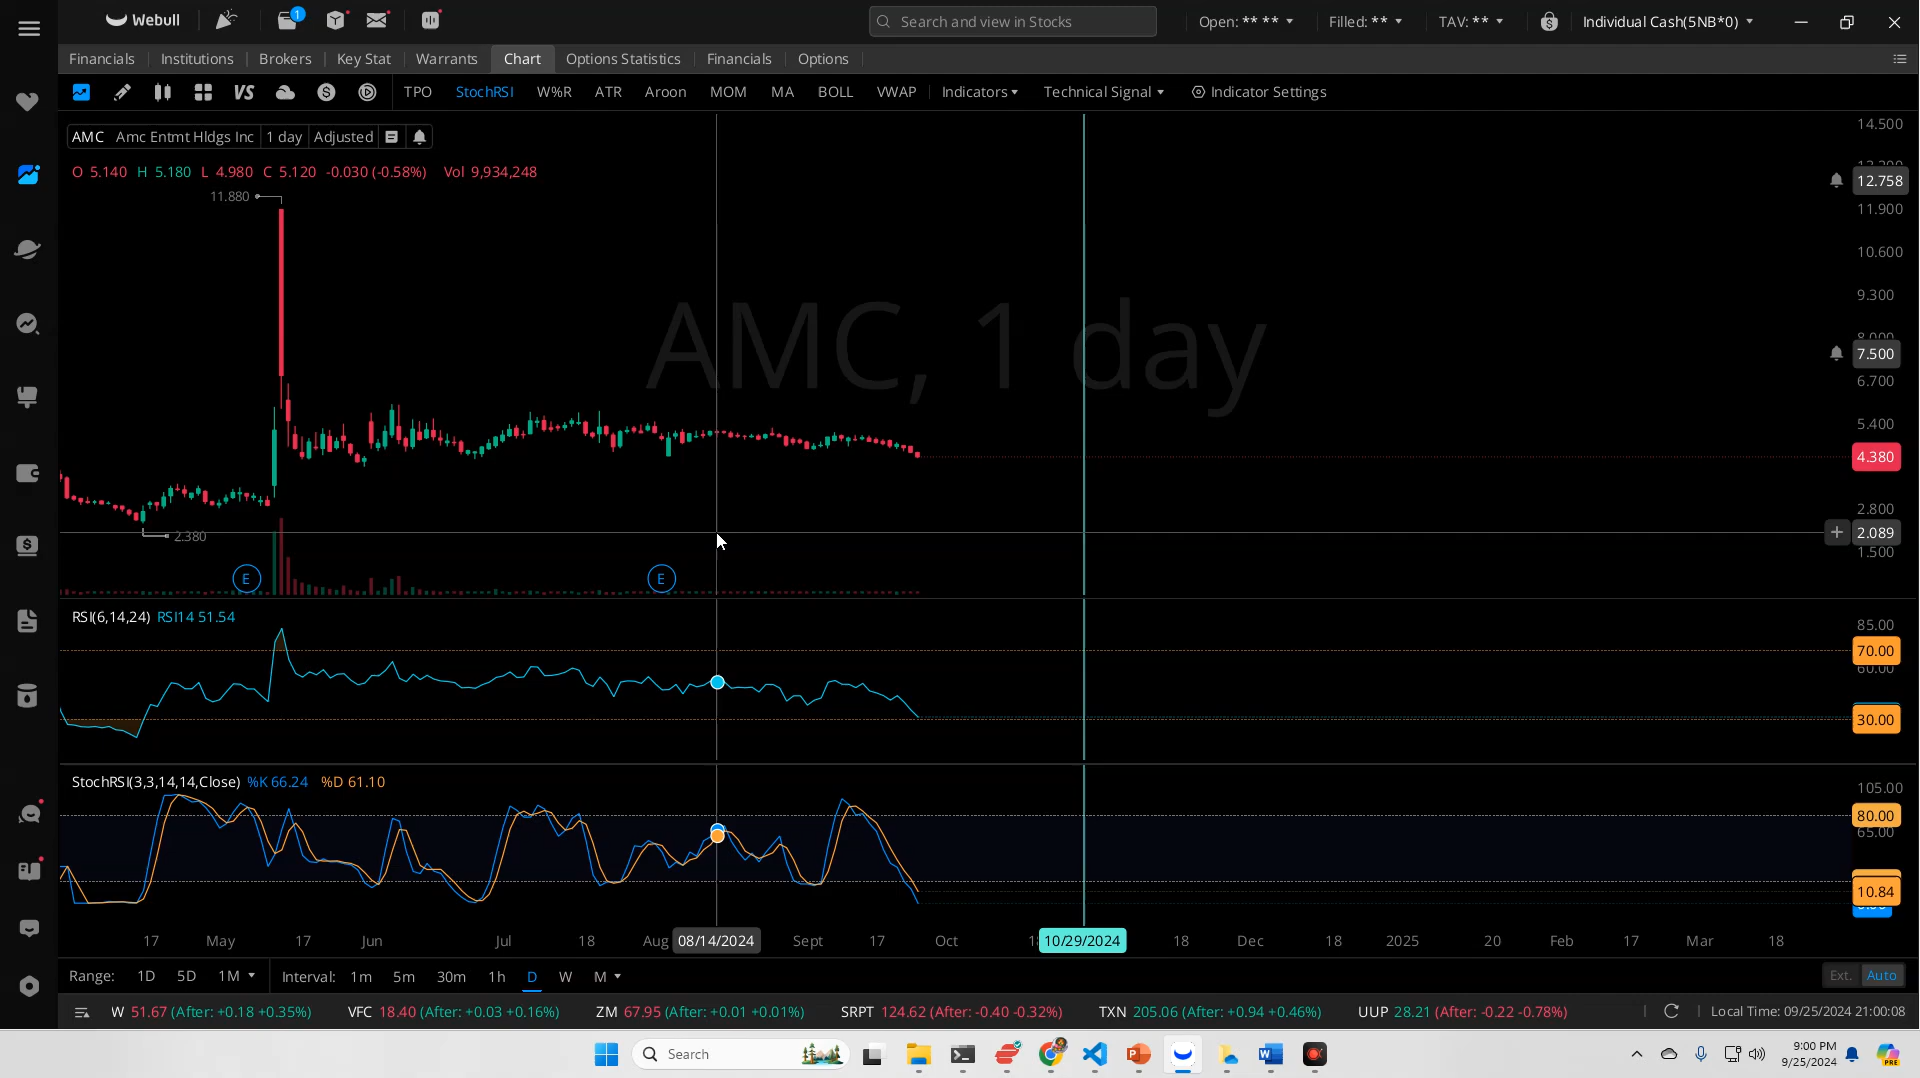 Webull
1
Search and view in Stocks
Open: ** **
Filled: **
TAV: **
Individual Cash(5NB*0)
Financials
Institutions
Brokers
Key Stat
Warrants
Chart
Options Statistics
Financials
Options
VS
TPO
StochRSI
W%R
ATR
Aroon
MOM
MA
BOLL
VWAP
Indicators
Technical Signal
Indicator Settings
AMC Amc Entmt Hldgs Inc 1 day Adjusted
O 5.140 H 5.180 L 4.980 C 5.120 -0.030 (-0.58%) Vol 9,934,248
11.880
AMC, 1 day
2.380
E
E
14.500
12.758
11.900
10.600
9.300
7.500
6.700
5.400
4.380
2.800
2.089
1.500
RSI(6,14,24) RSI14 51.54
85.00
70.00
60.00
30.00
StochRSI(3,3,14,14,Close) %K 66.24 %D 61.10
105.00
80.00
65.00
10.84
17 May 17 Jun Jul 18 Aug 08/14/2024 Sept 17 Oct 10/29/2024 18 Dec 18 2025 20 Feb 17 Mar 18
Range: 1D 5D 1M Interval: 1m 5m 30m 1h D W M
Ext. Auto
W 51.67 (After: +0.18 +0.35%) VFC 18.40 (After: +0.03 +0.16%) ZM 67.95 (After: +0.01 +0.01%) SRPT 124.62 (After: -0.40 -0.32%) TXN 205.06 (After: +0.94 +0.46%) UUP 28.21 (After: -0.22 -0.78%) Local Time: 09/25/2024 21:00:08
Search
9:00 PM
9/25/2024
PRE